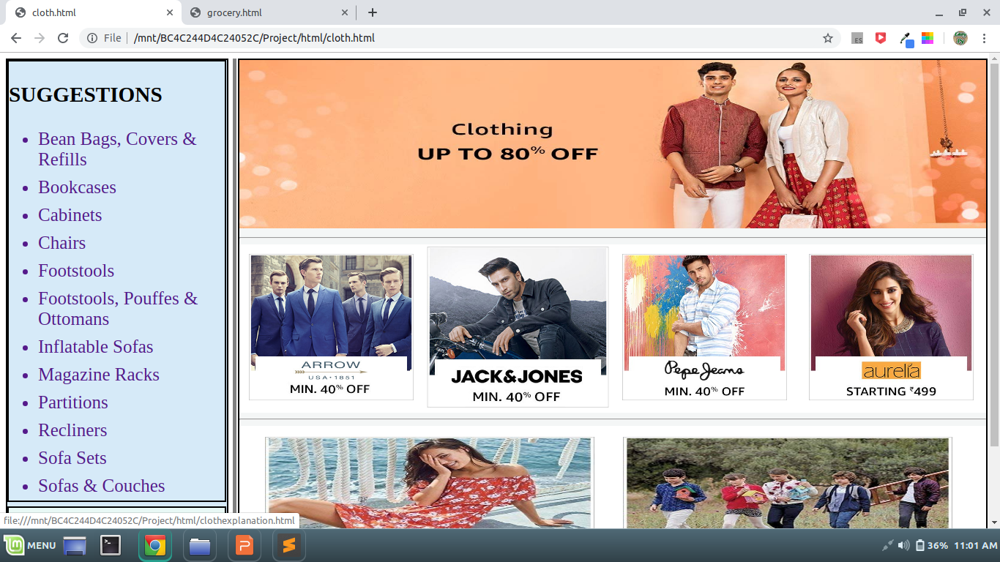 cloth.html
grocery.html
File
/mnt/BC4C244D4C24052C/Project/html/cloth.html
ES
SUGGESTIONS
Bean Bags, Covers &
Refills
Bookcases
Cabinets
Chairs
Footstools
Footstools, Pouffes &
Ottomans
Inflatable Sofas
Magazine Racks
Partitions
Recliners
Sofa Sets
Sofas & Couches
Clothing
UP TO 80% OFF
ARROW
USA•1851
MIN. 40% OFF
JACK&JONES
MIN. 40% OFF
Pepe Jeans
MIN. 40% OFF
aurelía
STARTING ₹499
file:///mnt/BC4C244D4C24052C/Project/html/clothexplanation.html
MENU
36%
11:01 AM